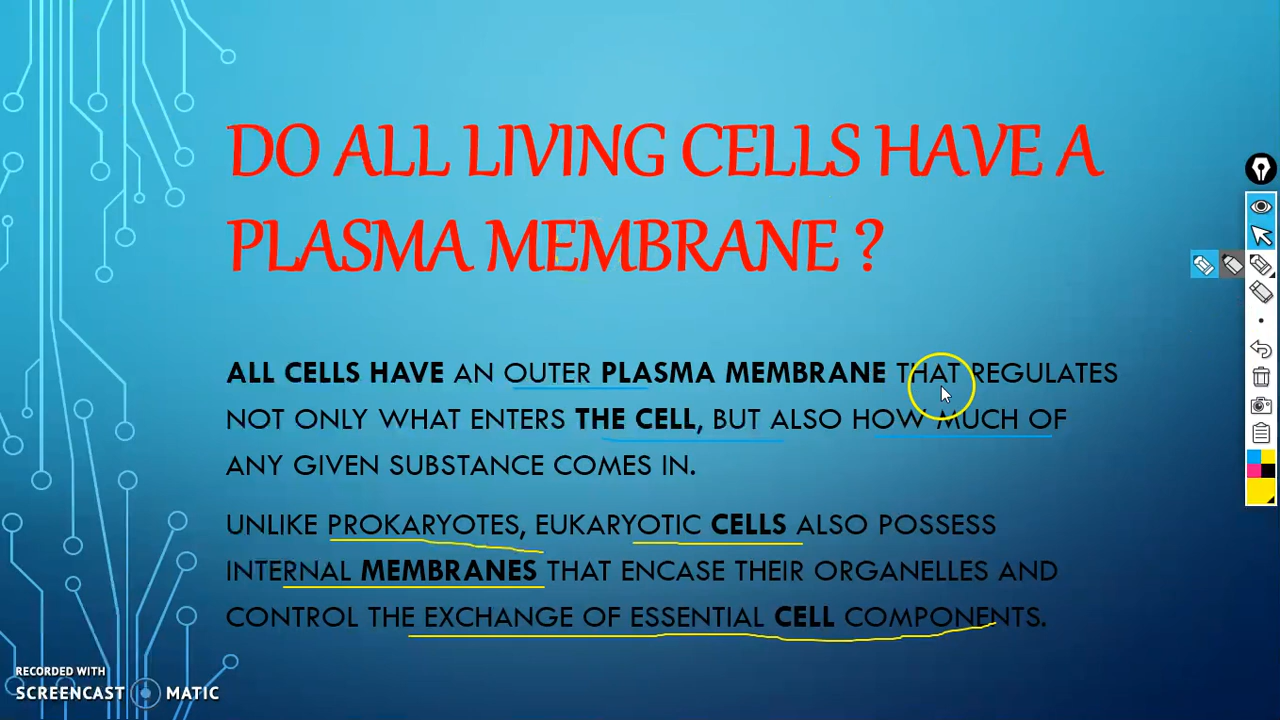 DO ALL LIVING CELLS HAVE A
PLASMA MEMBRANE ?
ALL CELLS HAVE AN OUTER PLASMA MEMBRANE THAT REGULATES
NOT ONLY WHAT ENTERS THE CELL, BUT ALSO HOW MUCH OF
ANY GIVEN SUBSTANCE COMES IN.
UNLIKE PROKARYOTES, EUKARYOTIC CELLS ALSO POSSESS
INTERNAL MEMBRANES THAT ENCASE THEIR ORGANELLES AND
CONTROL THE EXCHANGE OF ESSENTIAL CELL COMPONENTS.
RECORDED WITH
SCREENCAST MATIC